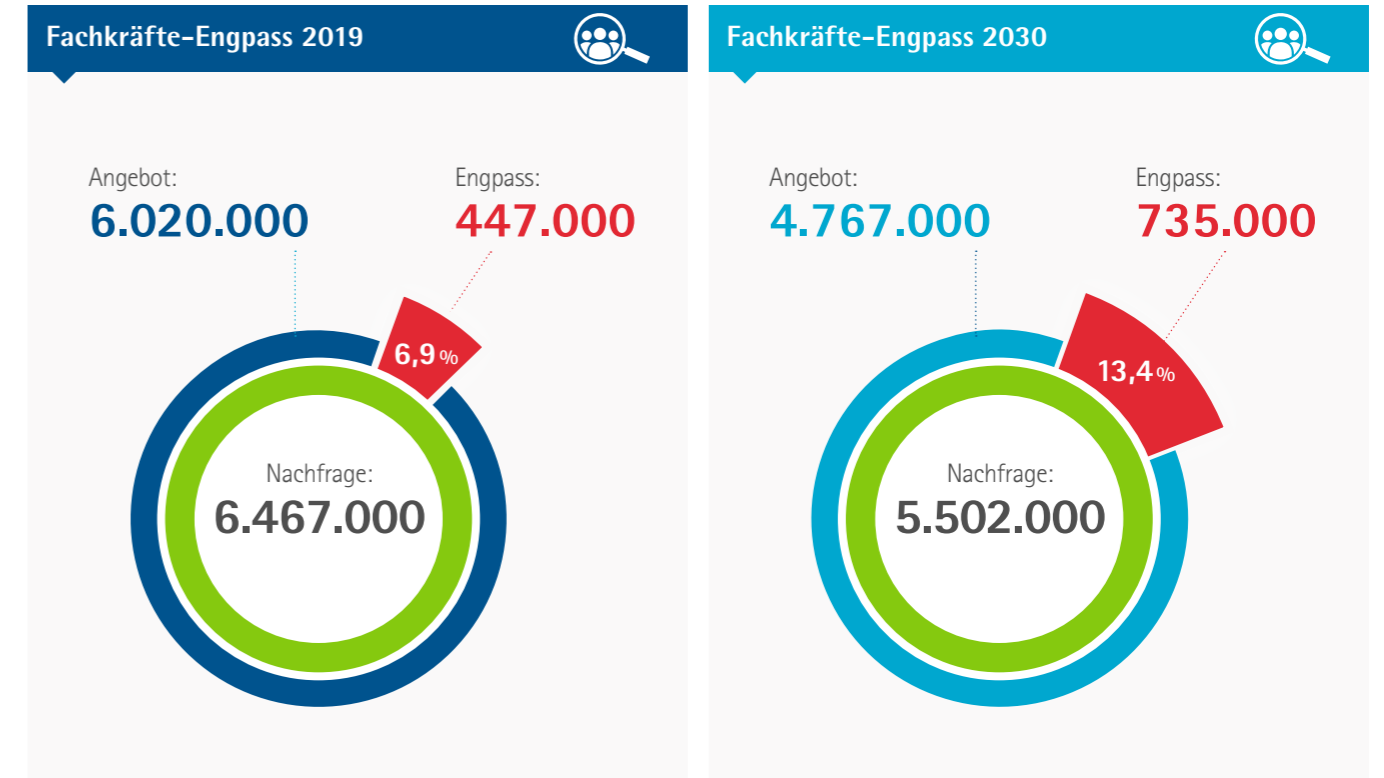 Fachkräfte-Engpass 2019
Angebot:
6.020.000
Engpass:
447.000
6,9 %
Nachfrage:
6.467.000
Fachkräfte-Engpass 2030
Angebot:
4.767.000
Engpass:
735.000
13,4 %
Nachfrage:
5.502.000